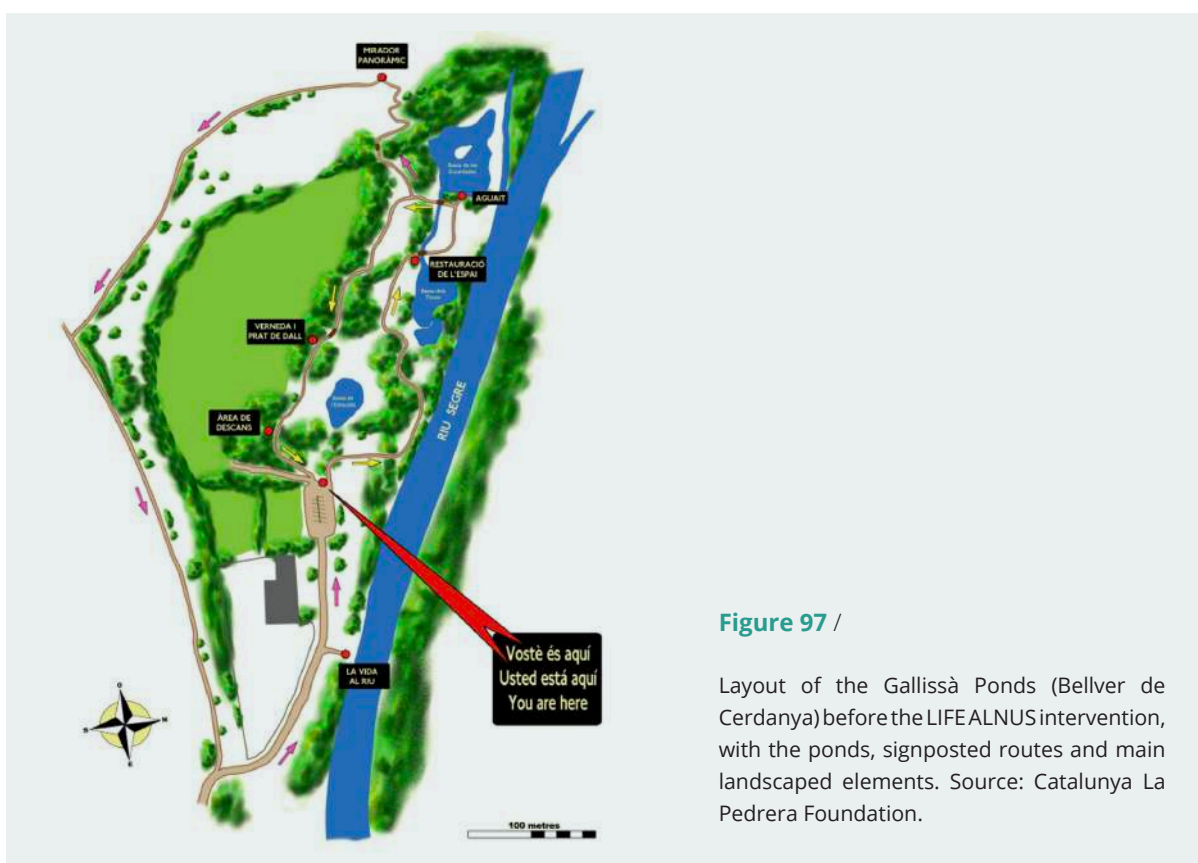 MIRADOR
PANORÀMIC
AGUAIT
RESTAURACIÓ
DE L'ESPAI
VERNEDA I
PRAT DE DALL
ÀREA DE
DESCANS
RIU SEGRE
LA VIDA
AL RIU
Vostè és aquí
Usted está aquí
You are here
100 metres
Figure 97 /
Layout of the Gallissà Ponds (Bellver de
Cerdanya) before the LIFE ALNUS intervention,
with the ponds, signposted routes and main
landscaped elements. Source: Catalunya La
Pedrera Foundation.